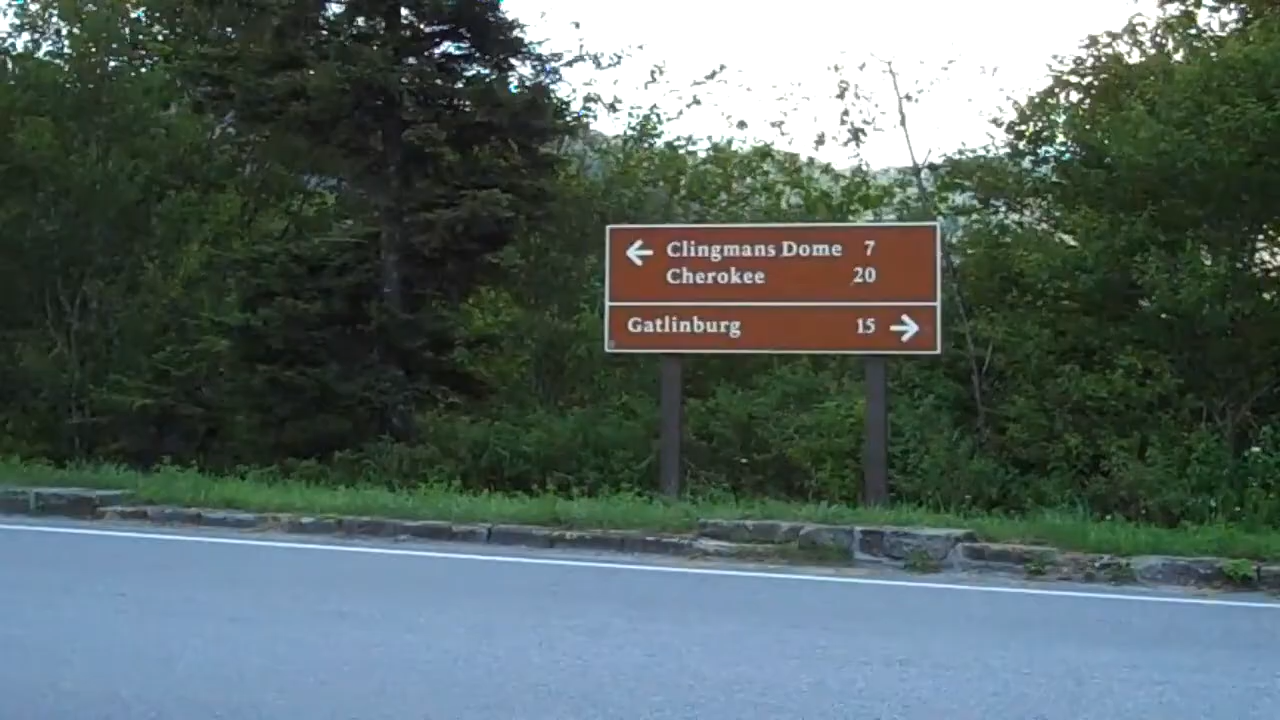 ← Clingmans Dome 7
Cherokee 20
Gatlinburg 15 →